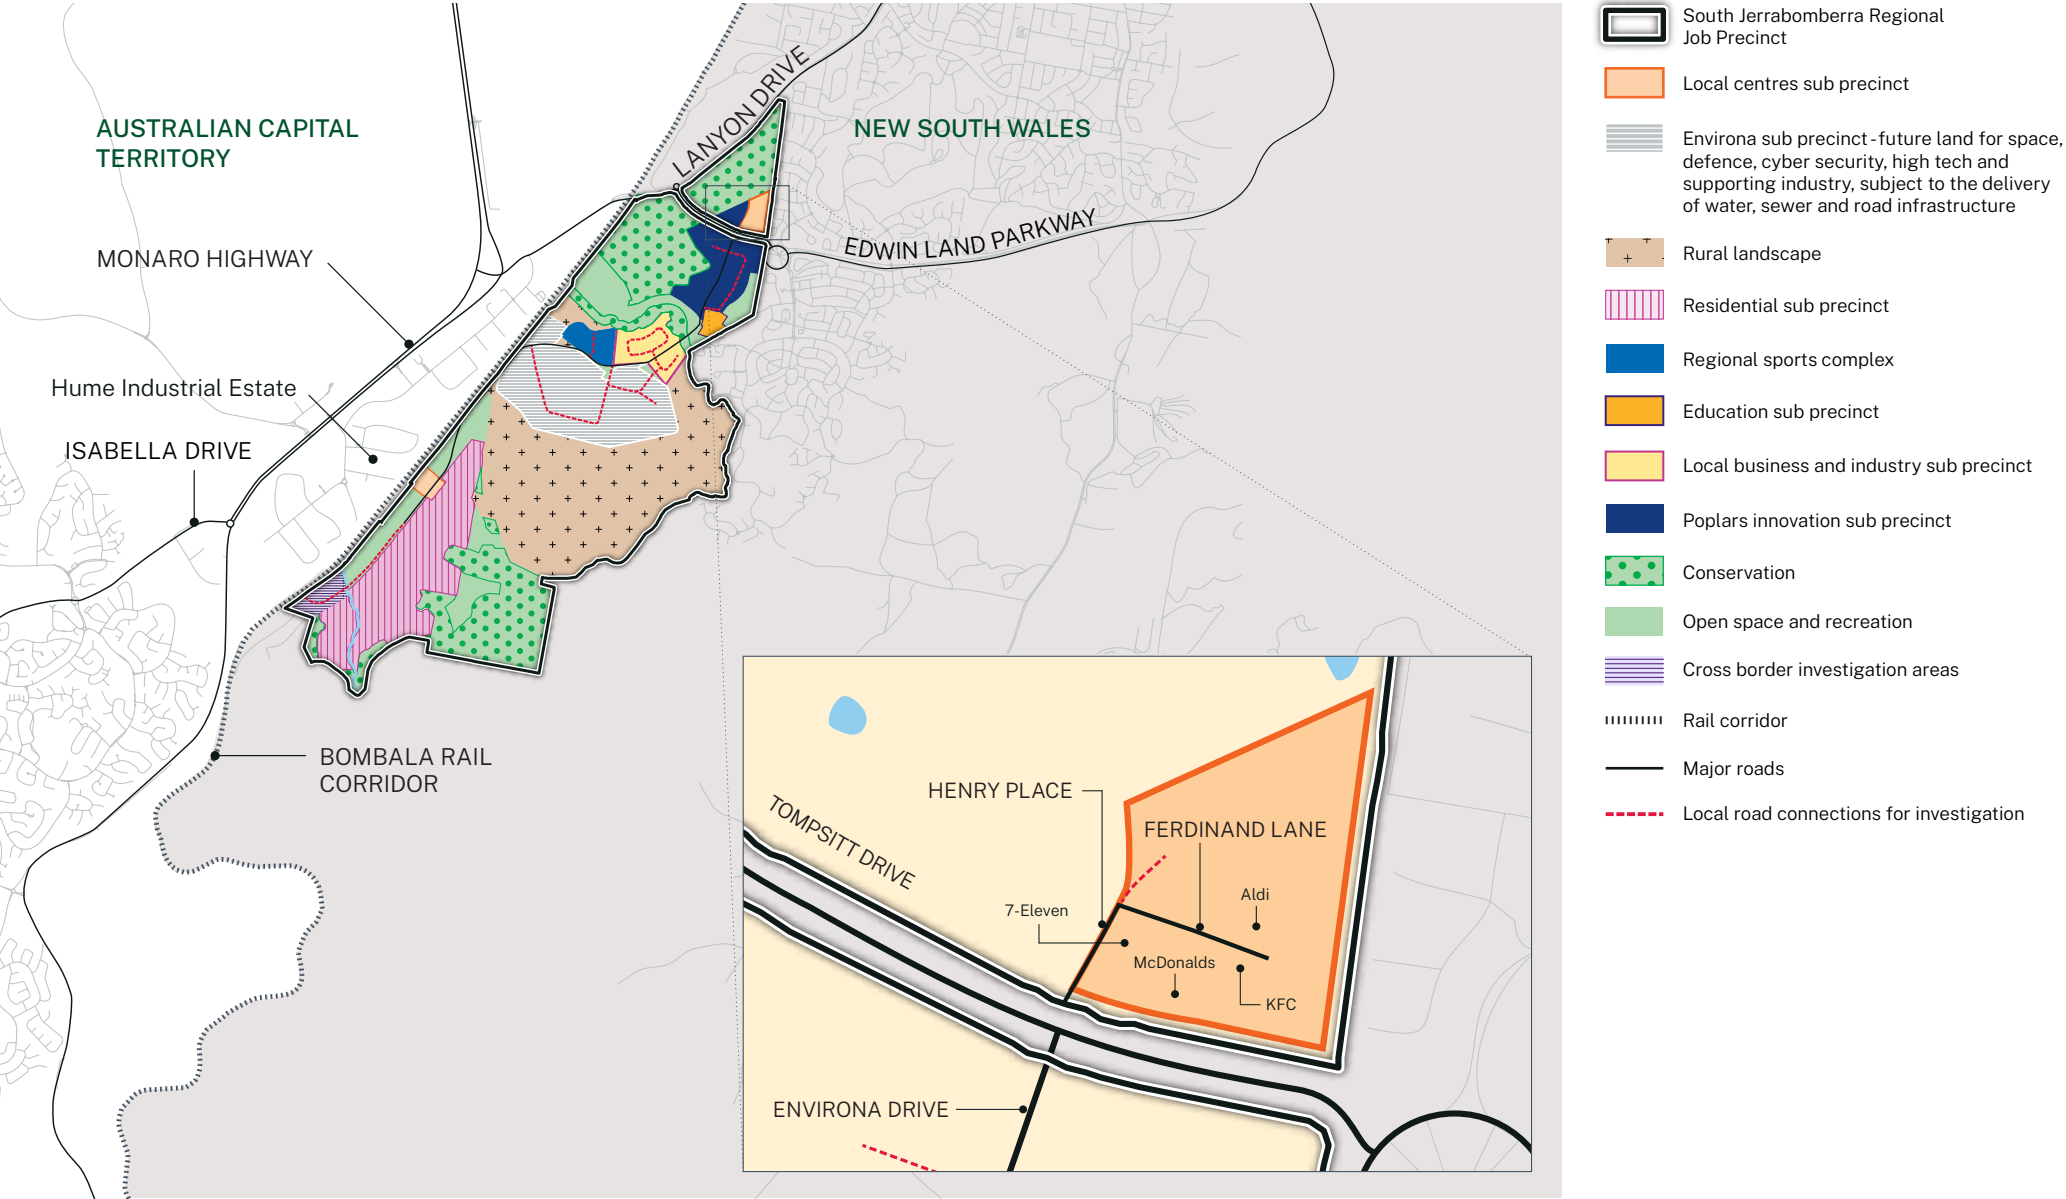 AUSTRALIAN CAPITAL
TERRITORY
LANYON DRIVE
NEW SOUTH WALES
MONARO HIGHWAY
EDWIN LAND PARKWAY
Hume Industrial Estate
ISABELLA DRIVE
BOMBALA RAIL
CORRIDOR
TOMPSITT DRIVE
HENRY PLACE
FERDINAND LANE
Aldi
7-Eleven
McDonalds
KFC
ENVIRONA DRIVE
South Jerrabomberra Regional
Job Precinct
Local centres sub precinct
Environa sub precinct - future land for space,
defence, cyber security, high tech and
supporting industry, subject to the delivery
of water, sewer and road infrastructure
Rural landscape
Residential sub precinct
Regional sports complex
Education sub precinct
Local business and industry sub precinct
Poplars innovation sub precinct
Conservation
Open space and recreation
Cross border investigation areas
Rail corridor
Major roads
Local road connections for investigation